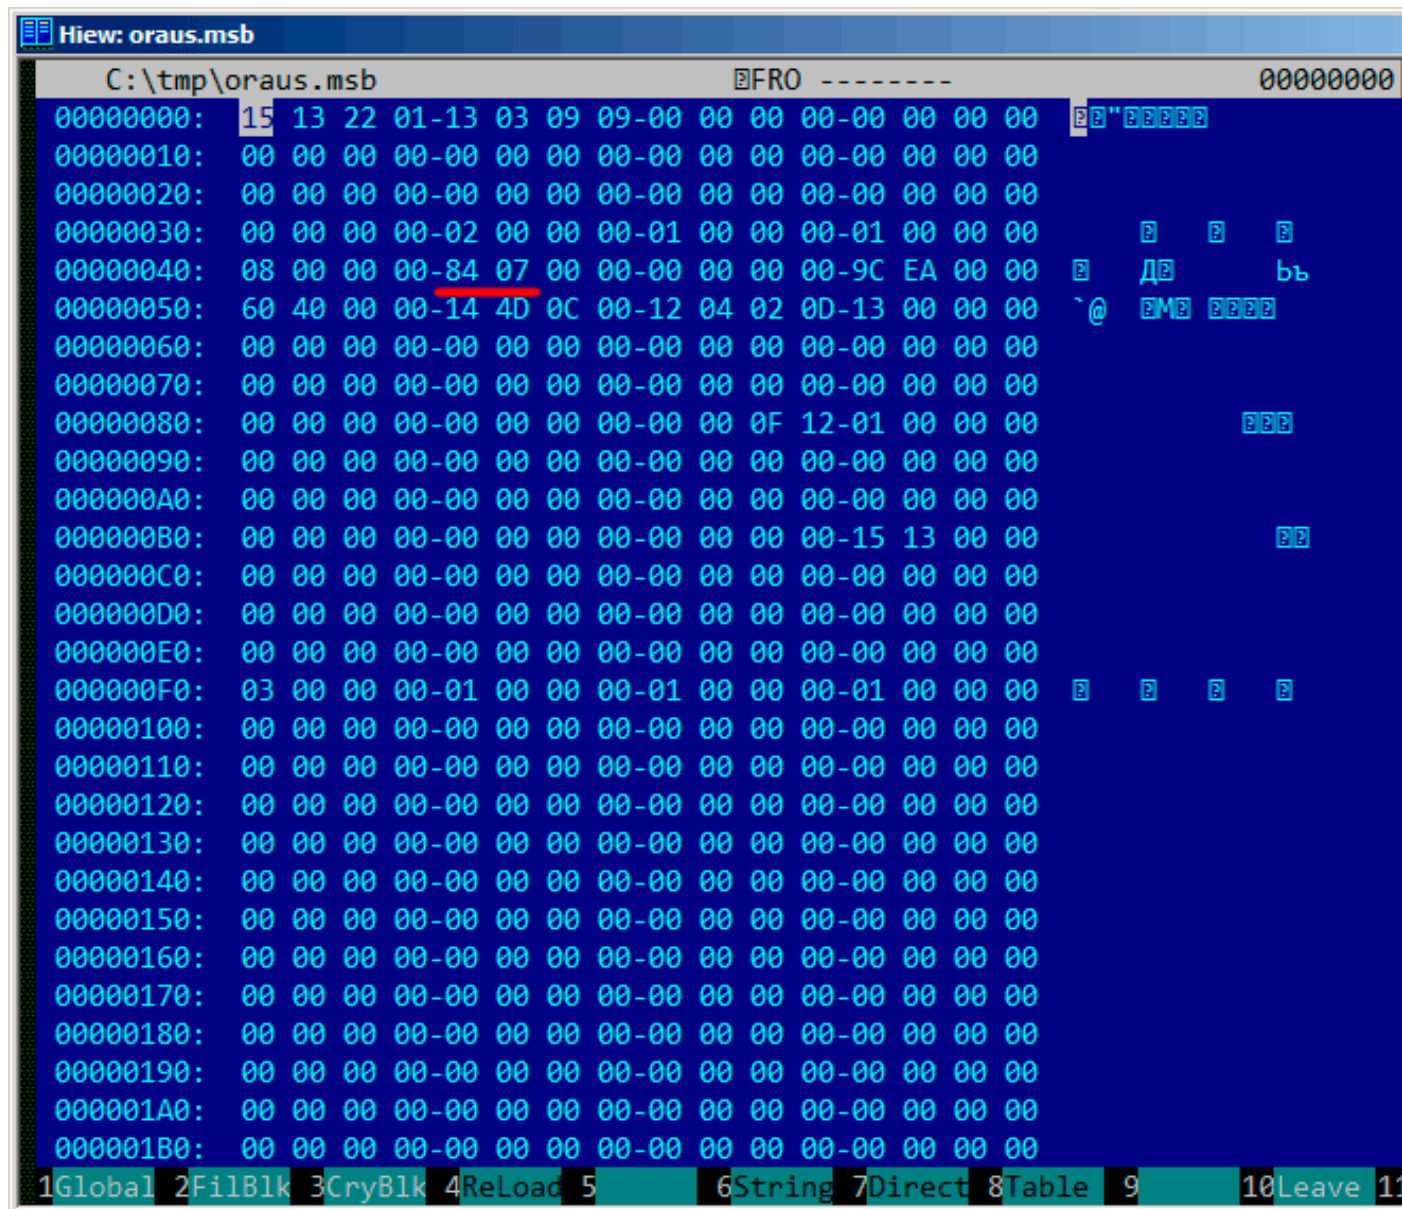 Hiew: oraus.msb
C:\tmp\oraus.msb FRO -------- 00000000
00000000: 15 13 22 01-13 03 09 09-00 00 00 00-00 00 00 00 "
00000010: 00 00 00 00-00 00 00 00-00 00 00 00-00 00 00 00
00000020: 00 00 00 00-00 00 00 00-00 00 00 00-00 00 00 00
00000030: 00 00 00 00-02 00 00 00-01 00 00 00-01 00 00 00
00000040: 08 00 00 00-84 07 00 00-00 00 00 00-9C EA 00 00 Д Ьъ
00000050: 60 40 00 00-14 4D 0C 00-12 04 02 0D-13 00 00 00 `@ M
00000060: 00 00 00 00-00 00 00 00-00 00 00 00-00 00 00 00
00000070: 00 00 00 00-00 00 00 00-00 00 00 00-00 00 00 00
00000080: 00 00 00 00-00 00 00 00-00 00 0F 12-01 00 00 00
00000090: 00 00 00 00-00 00 00 00-00 00 00 00-00 00 00 00
000000A0: 00 00 00 00-00 00 00 00-00 00 00 00-00 00 00 00
000000B0: 00 00 00 00-00 00 00 00-00 00 00 00-15 13 00 00
000000C0: 00 00 00 00-00 00 00 00-00 00 00 00-00 00 00 00
000000D0: 00 00 00 00-00 00 00 00-00 00 00 00-00 00 00 00
000000E0: 00 00 00 00-00 00 00 00-00 00 00 00-00 00 00 00
000000F0: 03 00 00 00-01 00 00 00-01 00 00 00-01 00 00 00
00000100: 00 00 00 00-00 00 00 00-00 00 00 00-00 00 00 00
00000110: 00 00 00 00-00 00 00 00-00 00 00 00-00 00 00 00
00000120: 00 00 00 00-00 00 00 00-00 00 00 00-00 00 00 00
00000130: 00 00 00 00-00 00 00 00-00 00 00 00-00 00 00 00
00000140: 00 00 00 00-00 00 00 00-00 00 00 00-00 00 00 00
00000150: 00 00 00 00-00 00 00 00-00 00 00 00-00 00 00 00
00000160: 00 00 00 00-00 00 00 00-00 00 00 00-00 00 00 00
00000170: 00 00 00 00-00 00 00 00-00 00 00 00-00 00 00 00
00000180: 00 00 00 00-00 00 00 00-00 00 00 00-00 00 00 00
00000190: 00 00 00 00-00 00 00 00-00 00 00 00-00 00 00 00
000001A0: 00 00 00 00-00 00 00 00-00 00 00 00-00 00 00 00
000001B0: 00 00 00 00-00 00 00 00-00 00 00 00-00 00 00 00
1Global 2FilBlk 3CryBlk 4ReLoad 5 6String 7Direct 8Table 9 10Leave 11